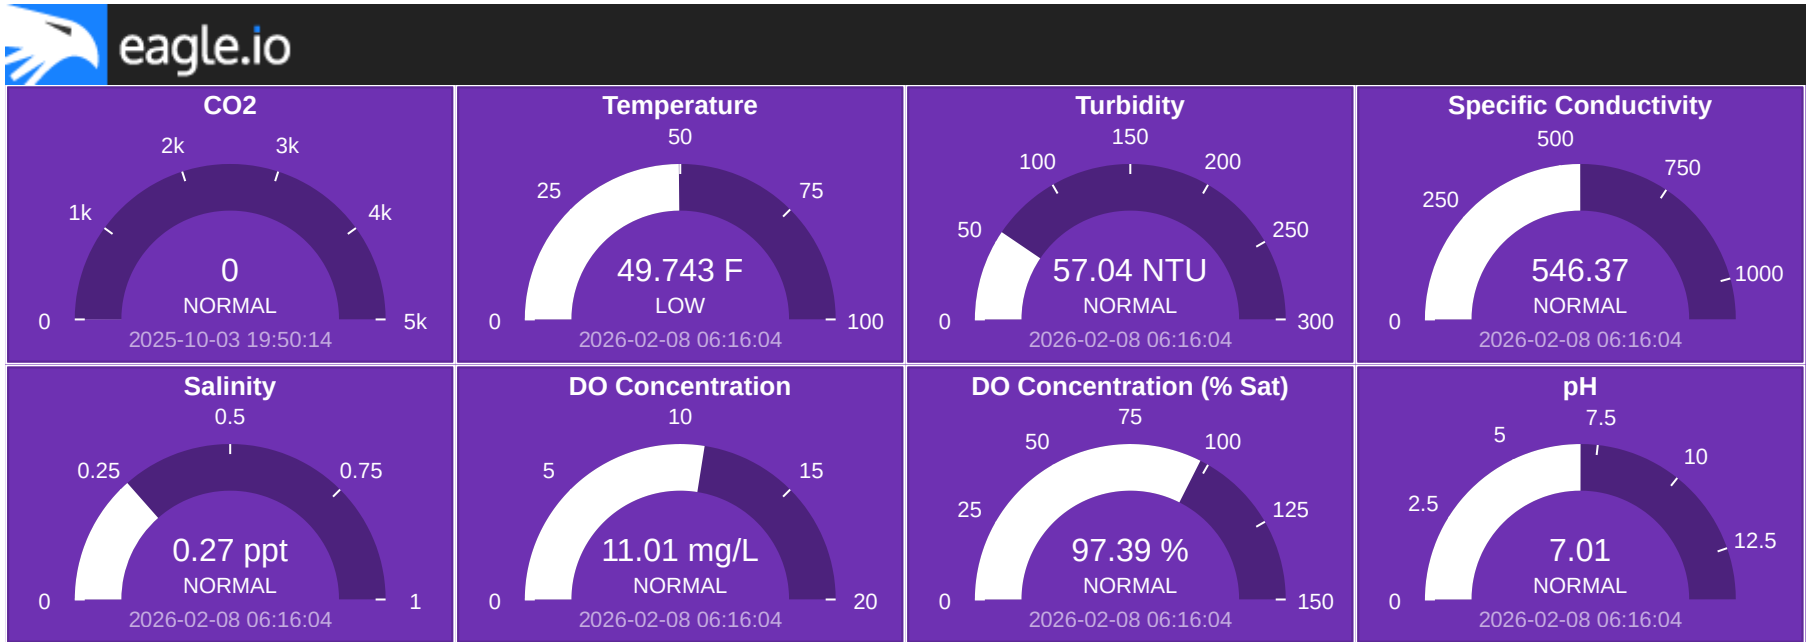 eagle.io
CO2
0
1k
2k
3k
4k
5k
0
NORMAL
2025-10-03 19:50:14
Temperature
0
25
50
75
100
49.743 F
LOW
2026-02-08 06:16:04
Turbidity
0
50
100
150
200
250
300
57.04 NTU
NORMAL
2026-02-08 06:16:04
Specific Conductivity
0
250
500
750
1000
546.37
NORMAL
2026-02-08 06:16:04
Salinity
0
0.25
0.5
0.75
1
0.27 ppt
NORMAL
2026-02-08 06:16:04
DO Concentration
0
5
10
15
20
11.01 mg/L
NORMAL
2026-02-08 06:16:04
DO Concentration (% Sat)
0
25
50
75
100
125
150
97.39 %
NORMAL
2026-02-08 06:16:04
pH
0
2.5
5
7.5
10
12.5
7.01
NORMAL
2026-02-08 06:16:04